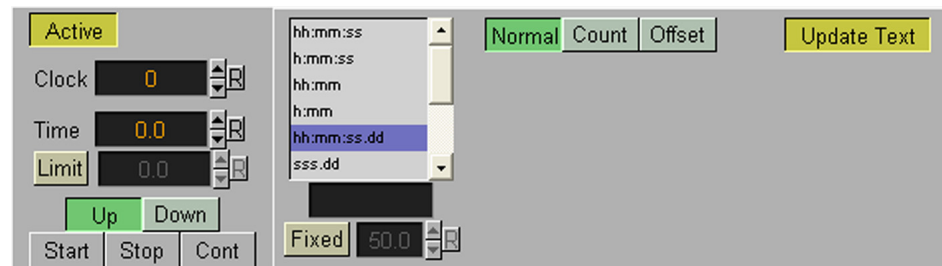 Active
Clock 0 R
Time 0.0 R
Limit 0.0 R
Up Down
Start Stop Cont
hh:mm:ss
h:mm:ss
hh:mm
h:mm
hh:mm:ss.dd
sss.dd
Fixed 50.0 R
Normal Count Offset
Update Text